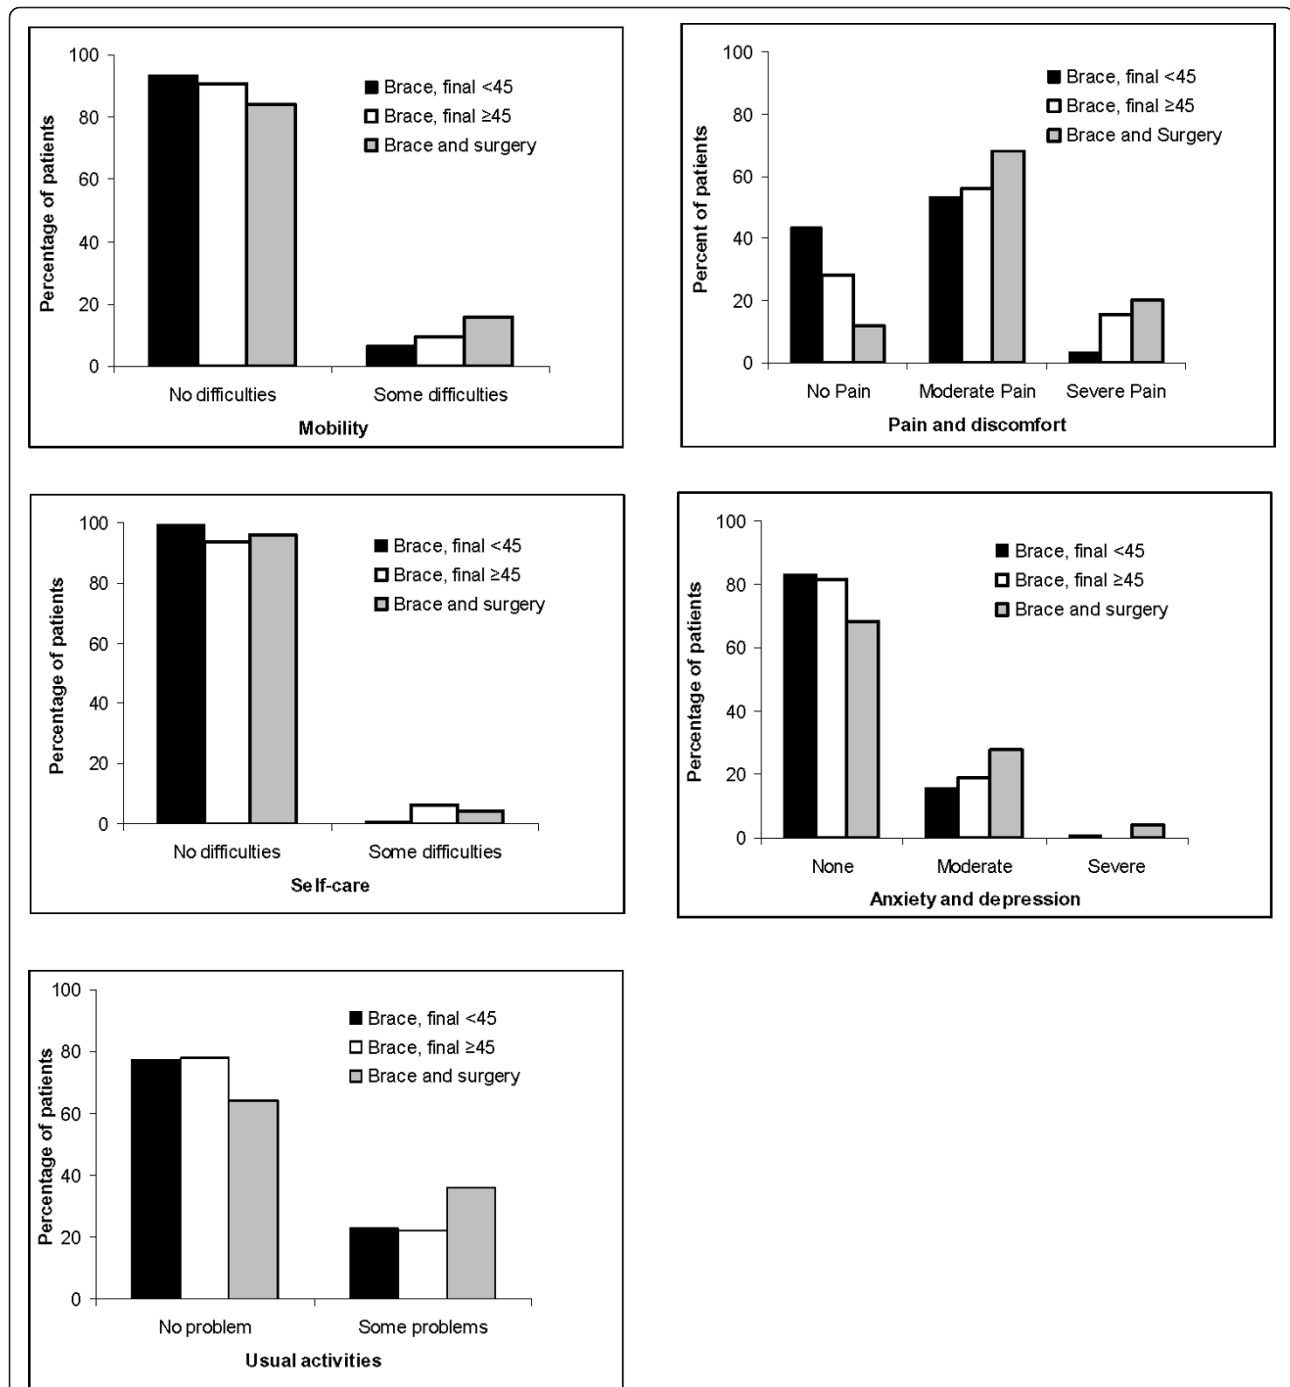 Percentage of patients
100
80
60
40
20
0
Brace, final <45
Brace, final ≥45
Brace and surgery
No difficulties Some difficulties
Mobility
Percent of patients
100
80
60
40
20
0
Brace, final <45
Brace, final ≥45
Brace and Surgery
No Pain Moderate Pain Severe Pain
Pain and discomfort
Percentage of patients
100
80
60
40
20
0
Brace, final <45
Brace, final ≥45
Brace and surgery
No difficulties Some difficulties
Self-care
Percentage of patients
100
80
60
40
20
0
Brace, final <45
Brace, final ≥45
Brace and surgery
None Moderate Severe
Anxiety and depression
Percentage of patients
100
80
60
40
20
0
Brace, final <45
Brace, final ≥45
Brace and surgery
No problem Some problems
Usual activities